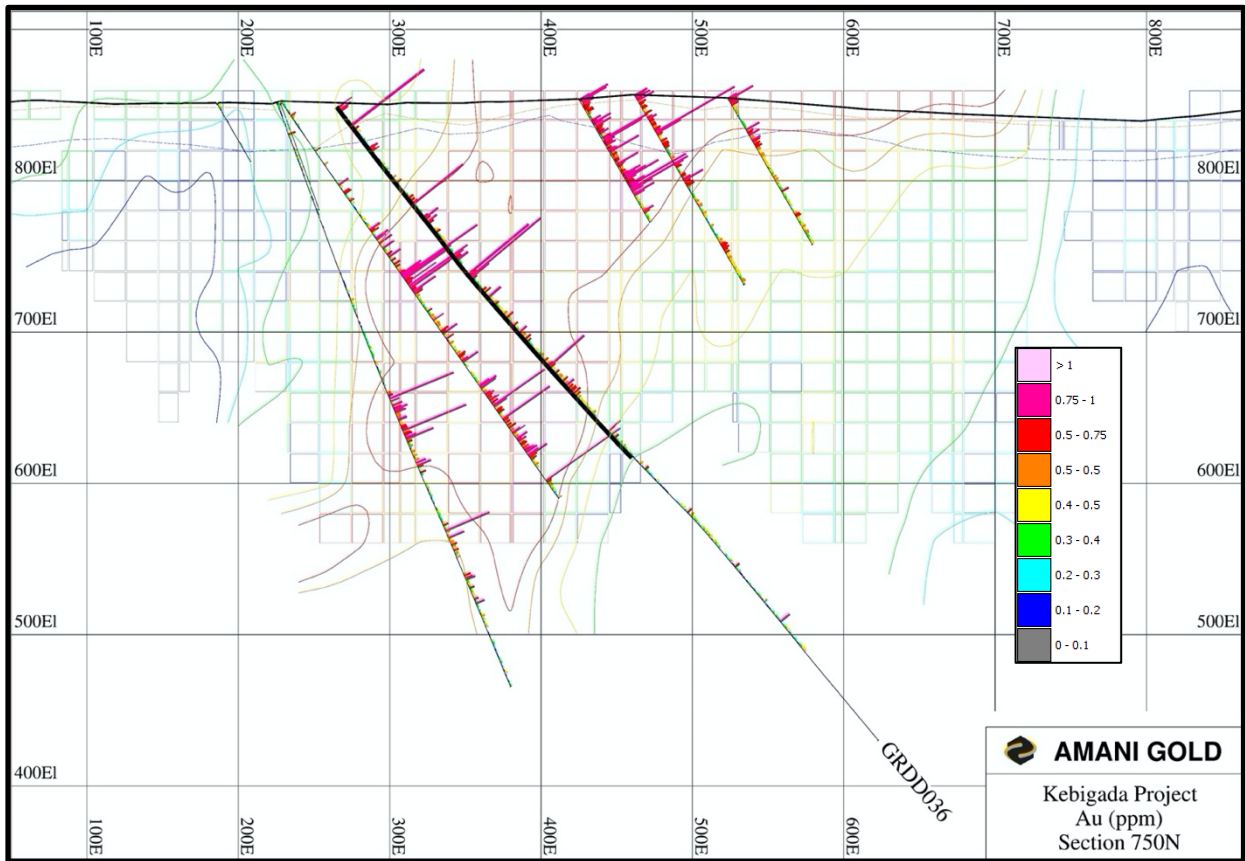 100E
200E
300E
400E
500E
600E
700E
800E
800El
800El
700El
700El
> 1
0.75 - 1
0.5 - 0.75
0.5 - 0.5
0.4 - 0.5
0.3 - 0.4
0.2 - 0.3
0.1 - 0.2
0 - 0.1
600El
600El
500El
500El
GRDD036
400El
AMANI GOLD
Kebigada Project
Au (ppm)
Section 750N
100E
200E
300E
400E
500E
600E
700E
800E